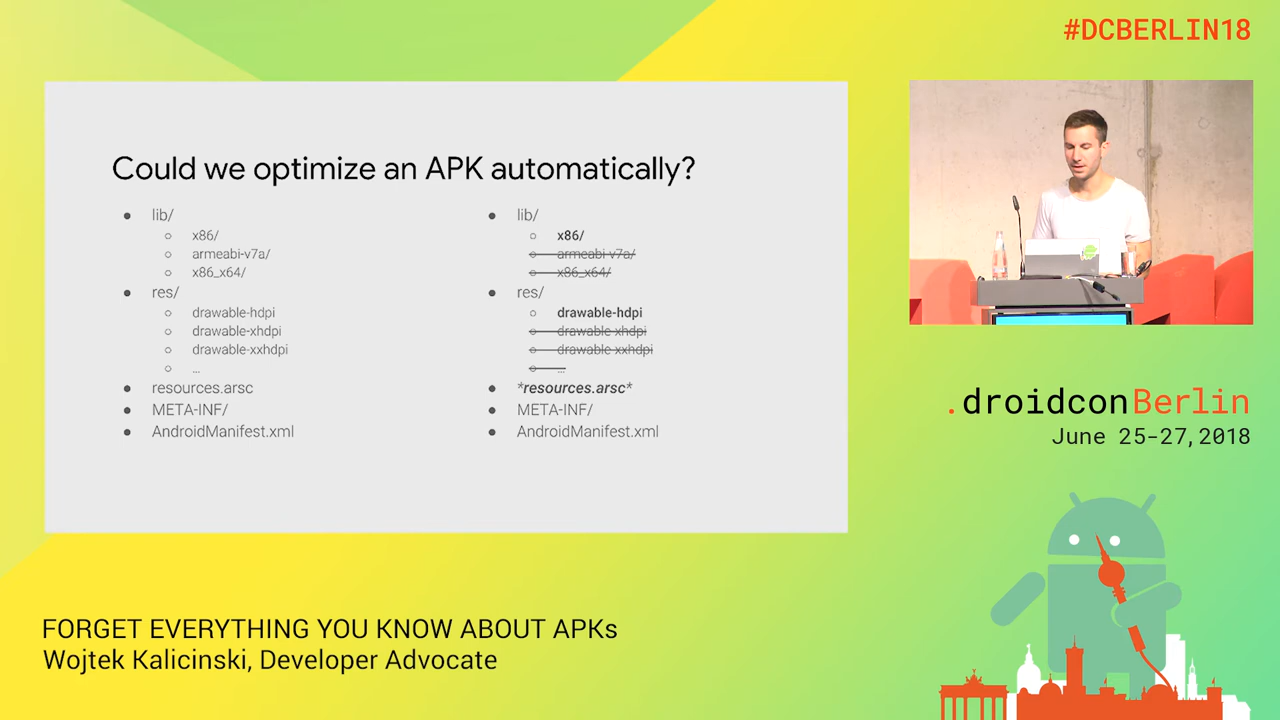 #DCBERLIN18
Could we optimize an APK automatically?
● lib/
○ x86/
○ armeabi-v7a/
○ x86_x64/
● res/
○ drawable-hdpi
○ drawable-xhdpi
○ drawable-xxhdpi
○ ...
● resources.arsc
● META-INF/
● AndroidManifest.xml
● lib/
○ x86/
○ armeabi-v7a/
○ x86_x64/
● res/
○ drawable-hdpi
○ drawable-xhdpi
○ drawable-xxhdpi
○ ...
● *resources.arsc*
● META-INF/
● AndroidManifest.xml
.droidconBerlin
June 25-27, 2018
FORGET EVERYTHING YOU KNOW ABOUT APKs
Wojtek Kalicinski, Developer Advocate